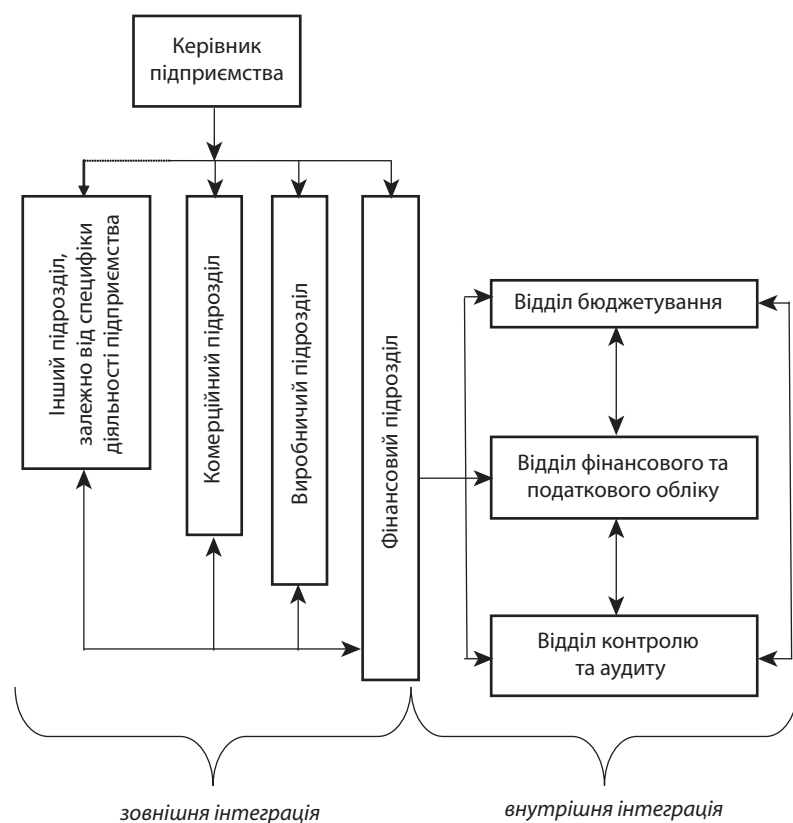 Керівник
підприємства
Інший підрозділ,
залежно від специфіки
діяльності підприємства
Комерційний підрозділ
Виробничий підрозділ
Фінансовий підрозділ
Відділ бюджетування
Відділ фінансового та
податкового обліку
Відділ контролю
та аудиту
зовнішня інтеграція
внутрішня інтеграція